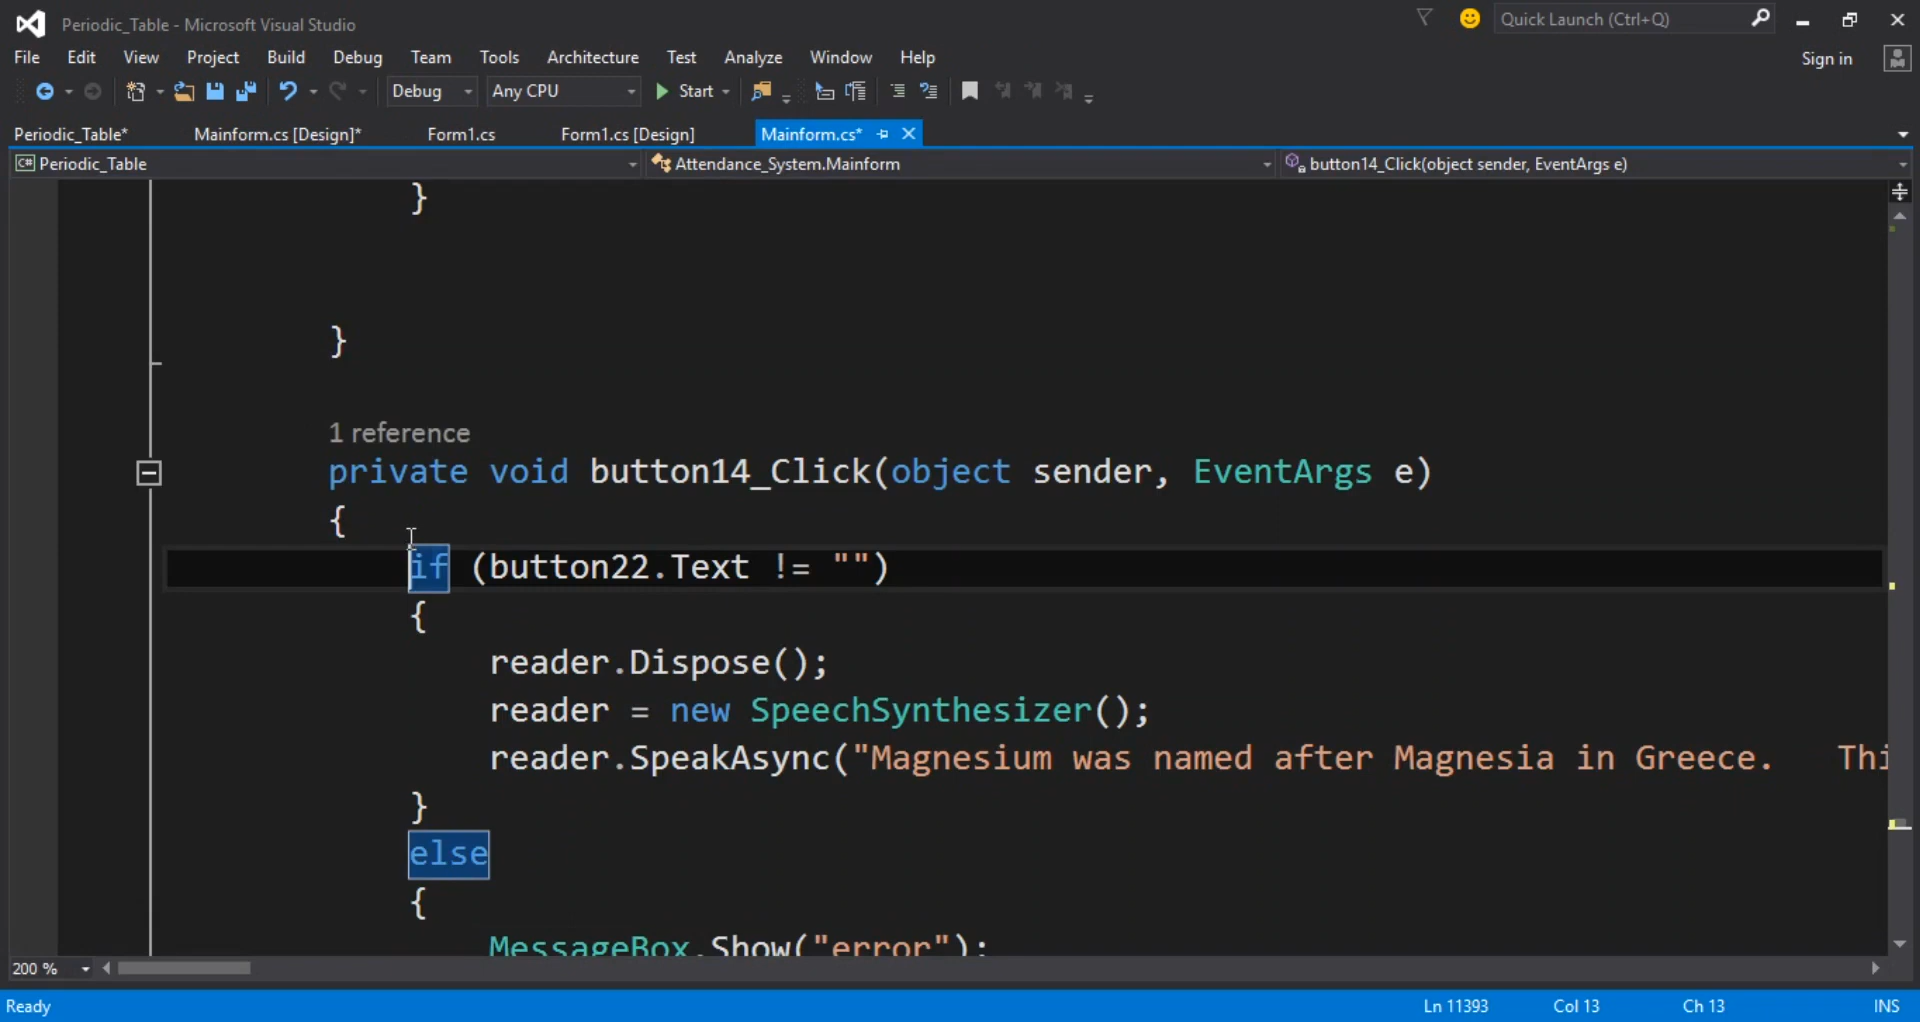 Periodic_Table - Microsoft Visual Studio
Quick Launch (Ctrl+Q)
File Edit View Project Build Debug Team Tools Architecture Test Analyze Window Help
Sign in
Debug Any CPU Start
Periodic_Table* Mainform.cs [Design]* Form1.cs Form1.cs [Design] Mainform.cs*
C# Periodic_Table Attendance_System.Mainform button14_Click(object sender, EventArgs e)
}
}
1 reference
private void button14_Click(object sender, EventArgs e)
{
if (button22.Text != "")
{
reader.Dispose();
reader = new SpeechSynthesizer();
reader.SpeakAsync("Magnesium was named after Magnesia in Greece.   Thi
}
else
{
MessageBox.Show("error");
200 %
Ready Ln 11393 Col 13 Ch 13 INS